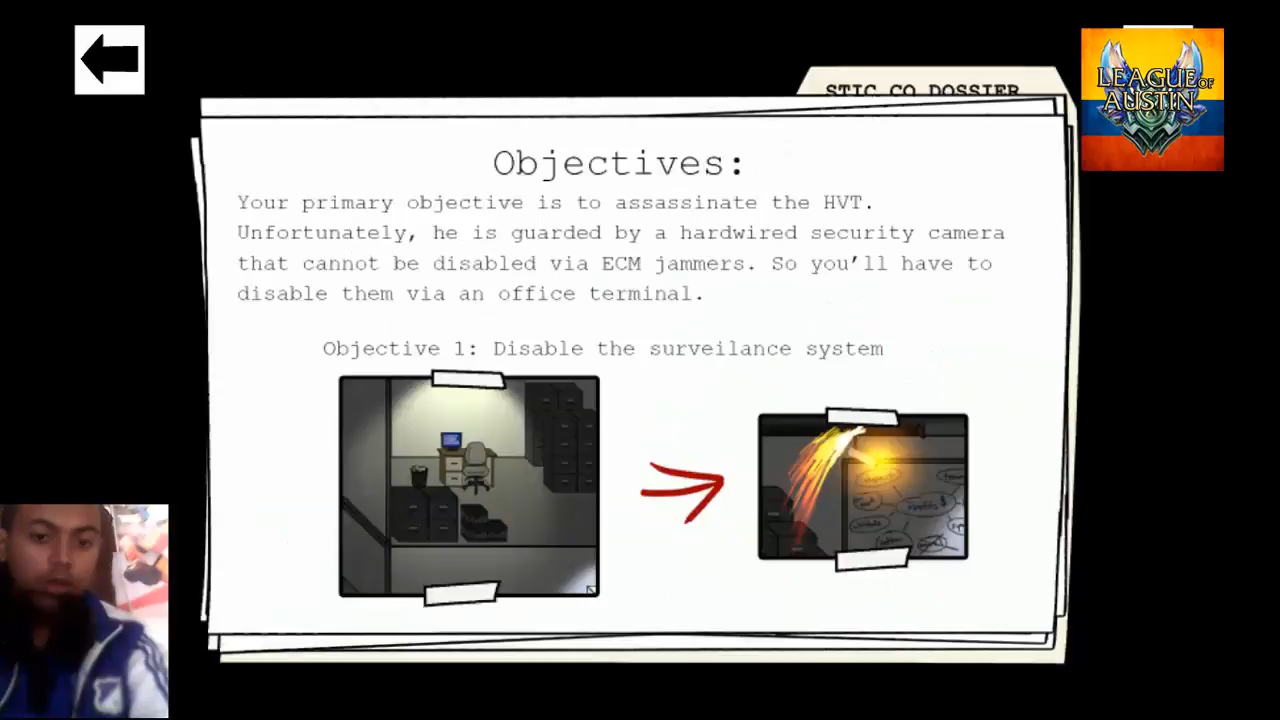 STIC CO DOSSIER
LEAGUE OF
AUSTIN
Objectives:
Your primary objective is to assassinate the HVT.
Unfortunately, he is guarded by a hardwired security camera
that cannot be disabled via ECM jammers. So you'll have to
disable them via an office terminal.
Objective 1: Disable the surveilance system